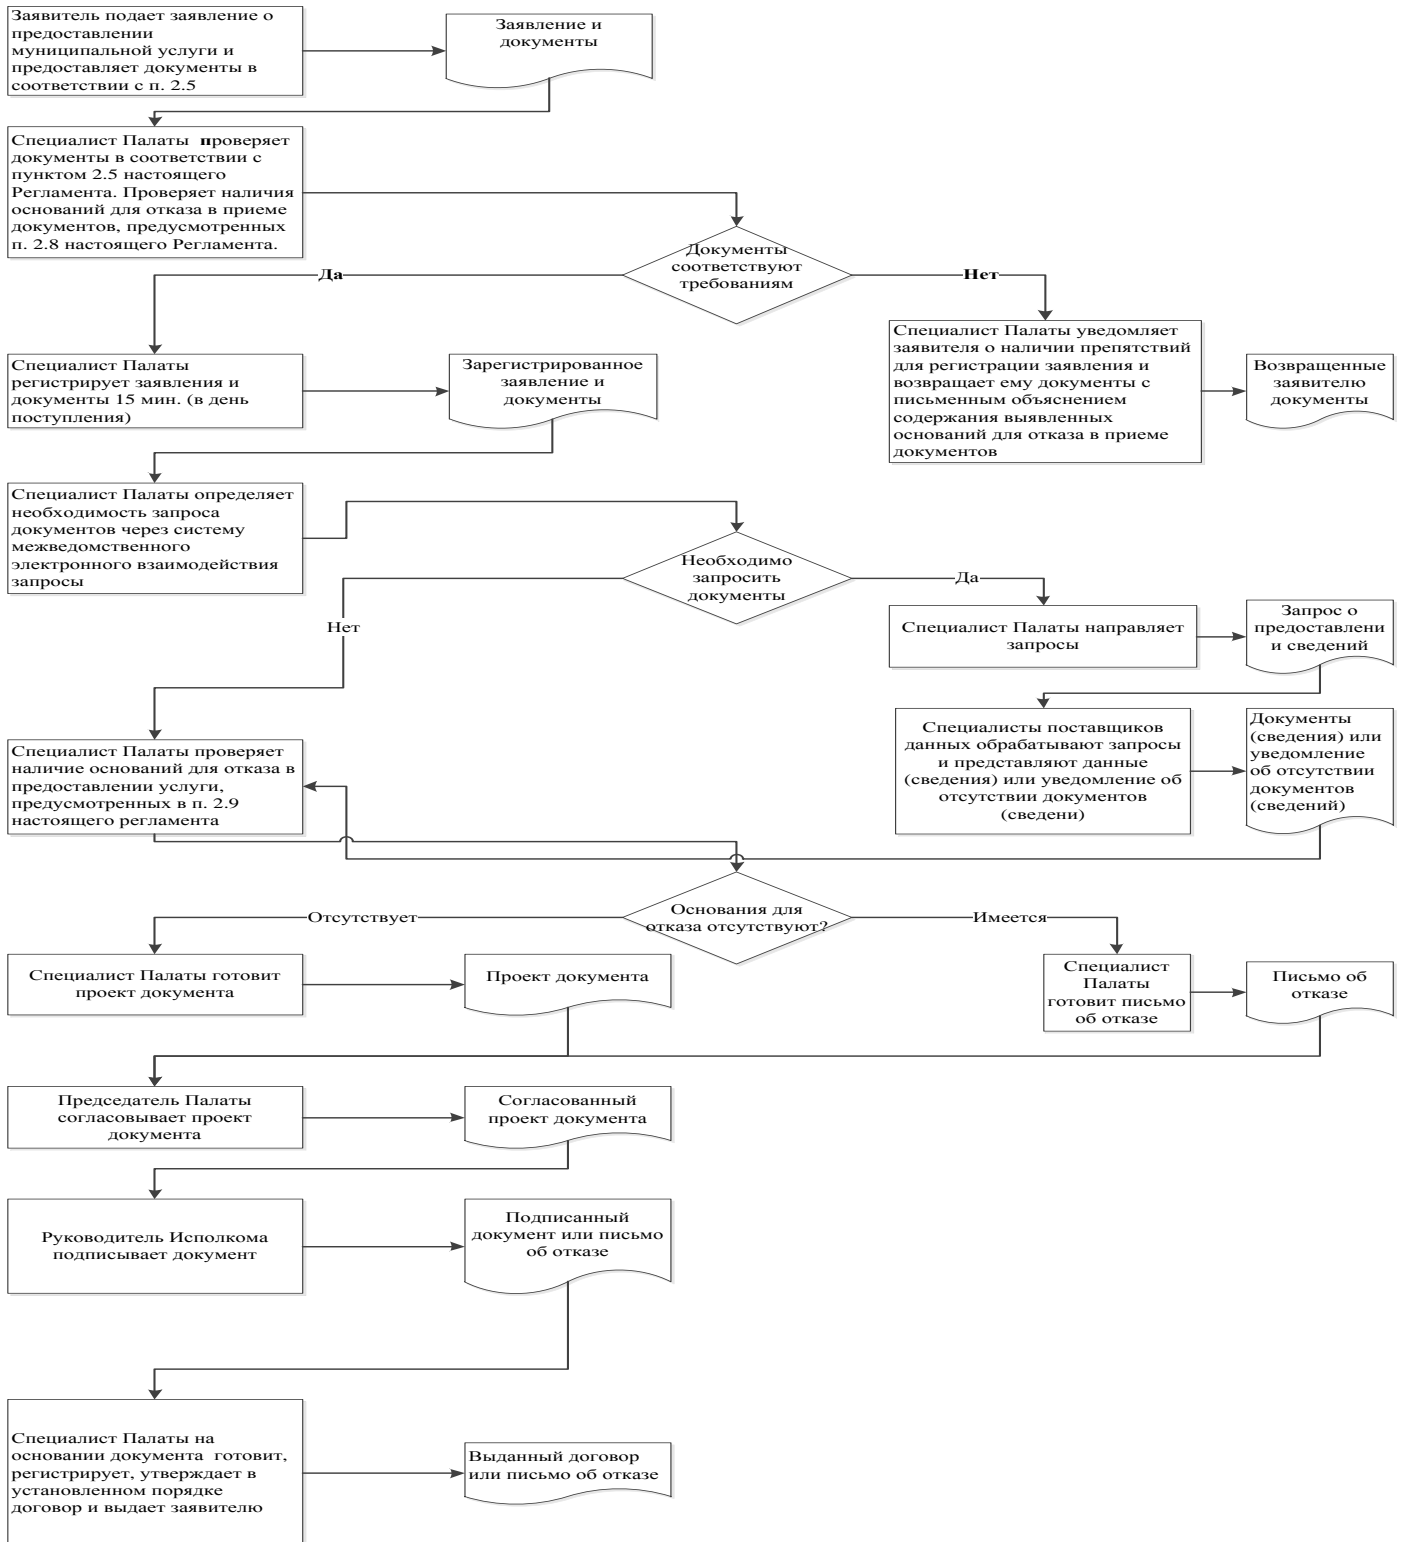 Заявитель подает заявление о
предоставлении
муниципальной услуги и
предоставляет документы в
соответствии с п. 2.5
Заявление и
документы
Специалист Палаты проверяет
документы в соответствии с
пунктом 2.5 настоящего
Регламента. Проверяет наличия
оснований для отказа в приеме
документов, предусмотренных
п. 2.8 настоящего Регламента.
Документы
соответствуют
требованиям
Да
Нет
Специалист Палаты
регистрирует заявления и
документы 15 мин. (в день
поступления)
Зарегистрированное
заявление и
документы
Специалист Палаты уведомляет
заявителя о наличии препятствий
для регистрации заявления и
возвращает ему документы с
письменным объяснением
содержания выявленных
оснований для отказа в приеме
документов
Возвращенные
заявителю
документы
Специалист Палаты определяет
необходимость запроса
документов через систему
межведомственного
электронного взаимодействия
запросы
Необходимо
запросить
документы
Да
Нет
Специалист Палаты направляет
запросы
Запрос о
предоставлени
и сведений
Специалисты поставщиков
данных обрабатывают запросы
и представляют данные
(сведения) или уведомление об
отсутствии документов
(сведени)
Документы
(сведения) или
уведомление
об отсутствии
документов
(сведений)
Специалист Палаты проверяет
наличие оснований для отказа в
предоставлении услуги,
предусмотренных в п. 2.9
настоящего регламента
Основания для
отказа отсутствуют?
Отсутствует
Имеется
Специалист Палаты готовит
проект документа
Проект документа
Специалист
Палаты
готовит письмо
об отказе
Письмо об
отказе
Председатель Палаты
согласовывает проект
документа
Согласованный
проект документа
Руководитель Исполкома
подписывает документ
Подписанный
документ или письмо
об отказе
Специалист Палаты на
основании документа готовит,
регистрирует, утверждает в
установленном порядке
договор и выдает заявителю
Выданный договор
или письмо об отказе